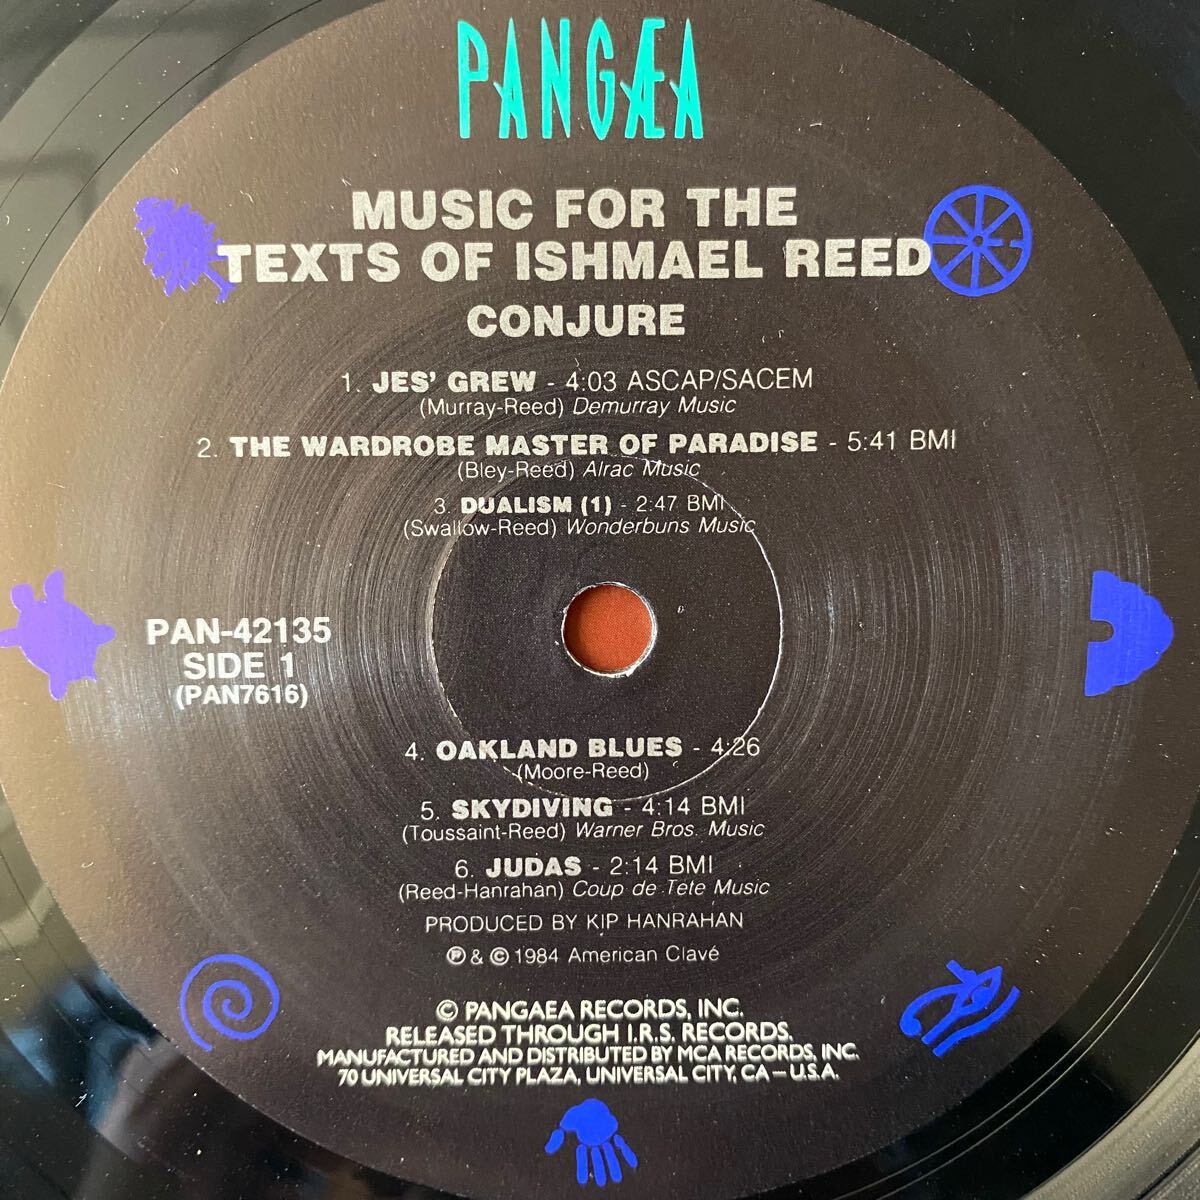 PANGÆA
MUSIC FOR THE
TEXTS OF ISHMAEL REED
CONJURE
1. JES' GREW - 4:03 ASCAP/SACEM
(Murray-Reed) Demurray Music
2. THE WARDROBE MASTER OF PARADISE - 5:41 BMI
(Bley-Reed) Alrac Music
3. DUALISM (1) - 2:47 BMI
(Swallow-Reed) Wonderbuns Music
PAN-42135
SIDE 1
(PAN7616)
4. OAKLAND BLUES - 4:26
(Moore-Reed)
5. SKYDIVING - 4:14 BMI
(Toussaint-Reed) Warner Bros. Music
6. JUDAS - 2:14 BMI
(Reed-Hanrahan) Coup de Tete Music
PRODUCED BY KIP HANRAHAN
℗ & © 1984 American Clavé
© PANGAEA RECORDS, INC.
RELEASED THROUGH I.R.S. RECORDS.
MANUFACTURED AND DISTRIBUTED BY MCA RECORDS, INC.
70 UNIVERSAL CITY PLAZA, UNIVERSAL CITY, CA — U.S.A.